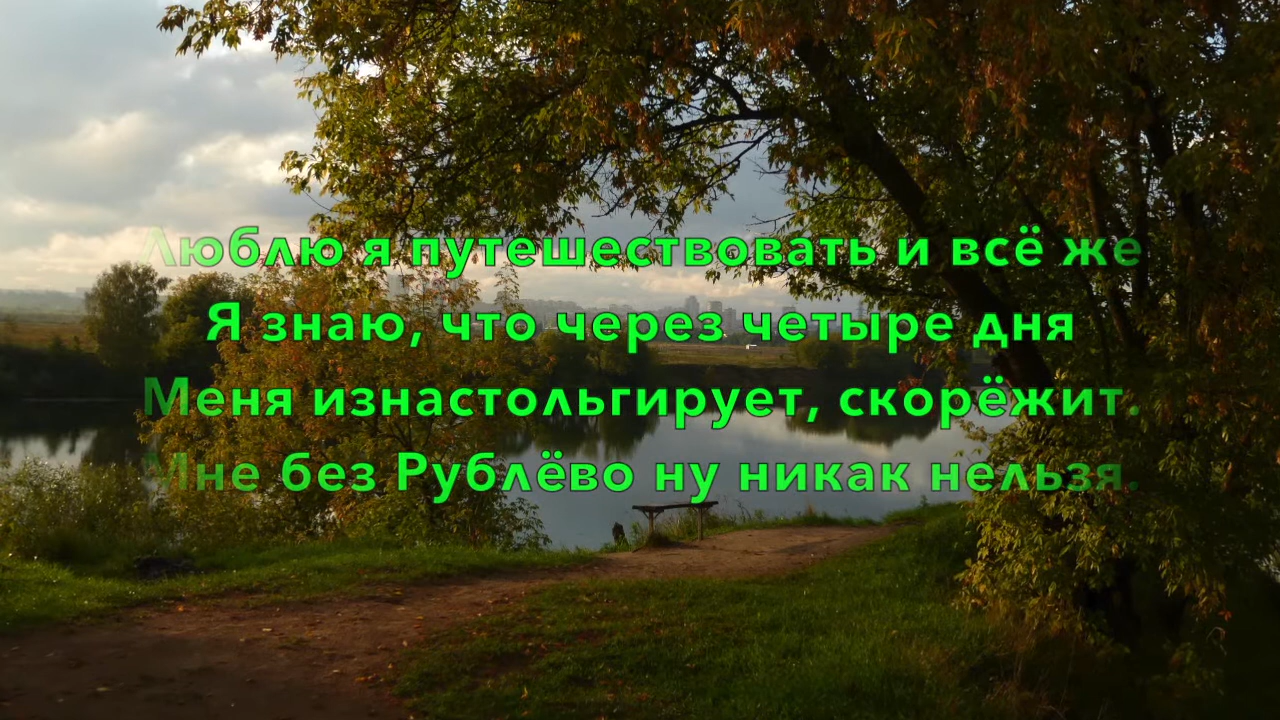 Люблю я путешествовать и всё же
Я знаю, что через четыре дня
Меня изнастольгирует, скорёжит.
Мне без Рублёво ну никак нельзя.